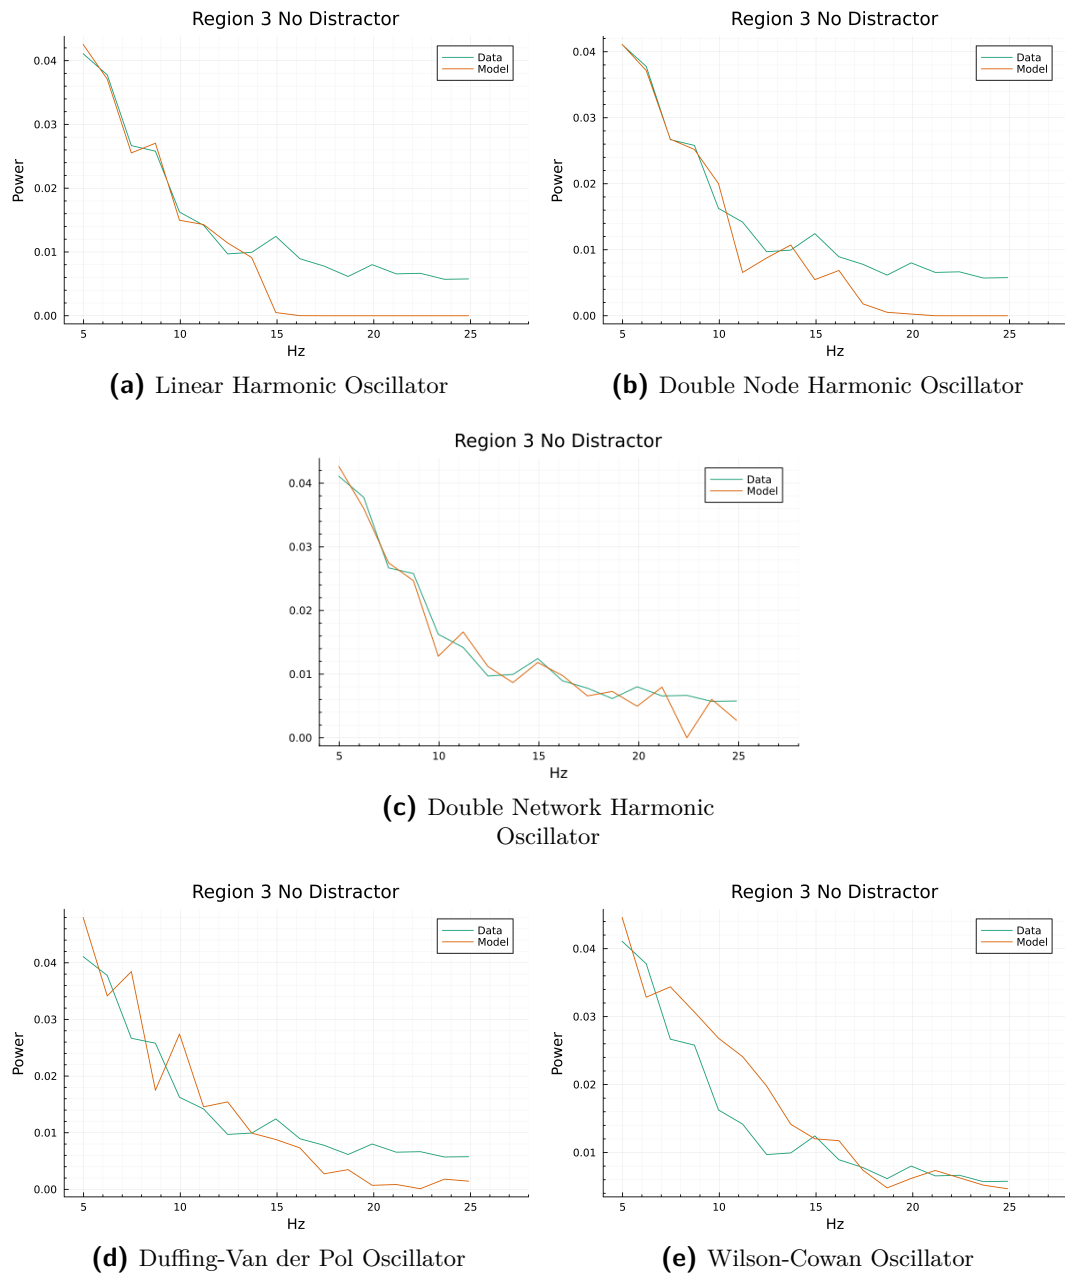 Region 3 No Distractor
Power
0.04
0.03
0.02
0.01
0.00
5
10
15
20
25
Hz
Data
Model
(a) Linear Harmonic Oscillator
Region 3 No Distractor
Power
0.04
0.03
0.02
0.01
0.00
5
10
15
20
25
Hz
Data
Model
(b) Double Node Harmonic Oscillator
Region 3 No Distractor
Power
0.04
0.03
0.02
0.01
0.00
5
10
15
20
25
Hz
Data
Model
(c) Double Network Harmonic
Oscillator
Region 3 No Distractor
Power
0.04
0.03
0.02
0.01
0.00
5
10
15
20
25
Hz
Data
Model
(d) Duffing-Van der Pol Oscillator
Region 3 No Distractor
Power
0.04
0.03
0.02
0.01
5
10
15
20
25
Hz
Data
Model
(e) Wilson-Cowan Oscillator